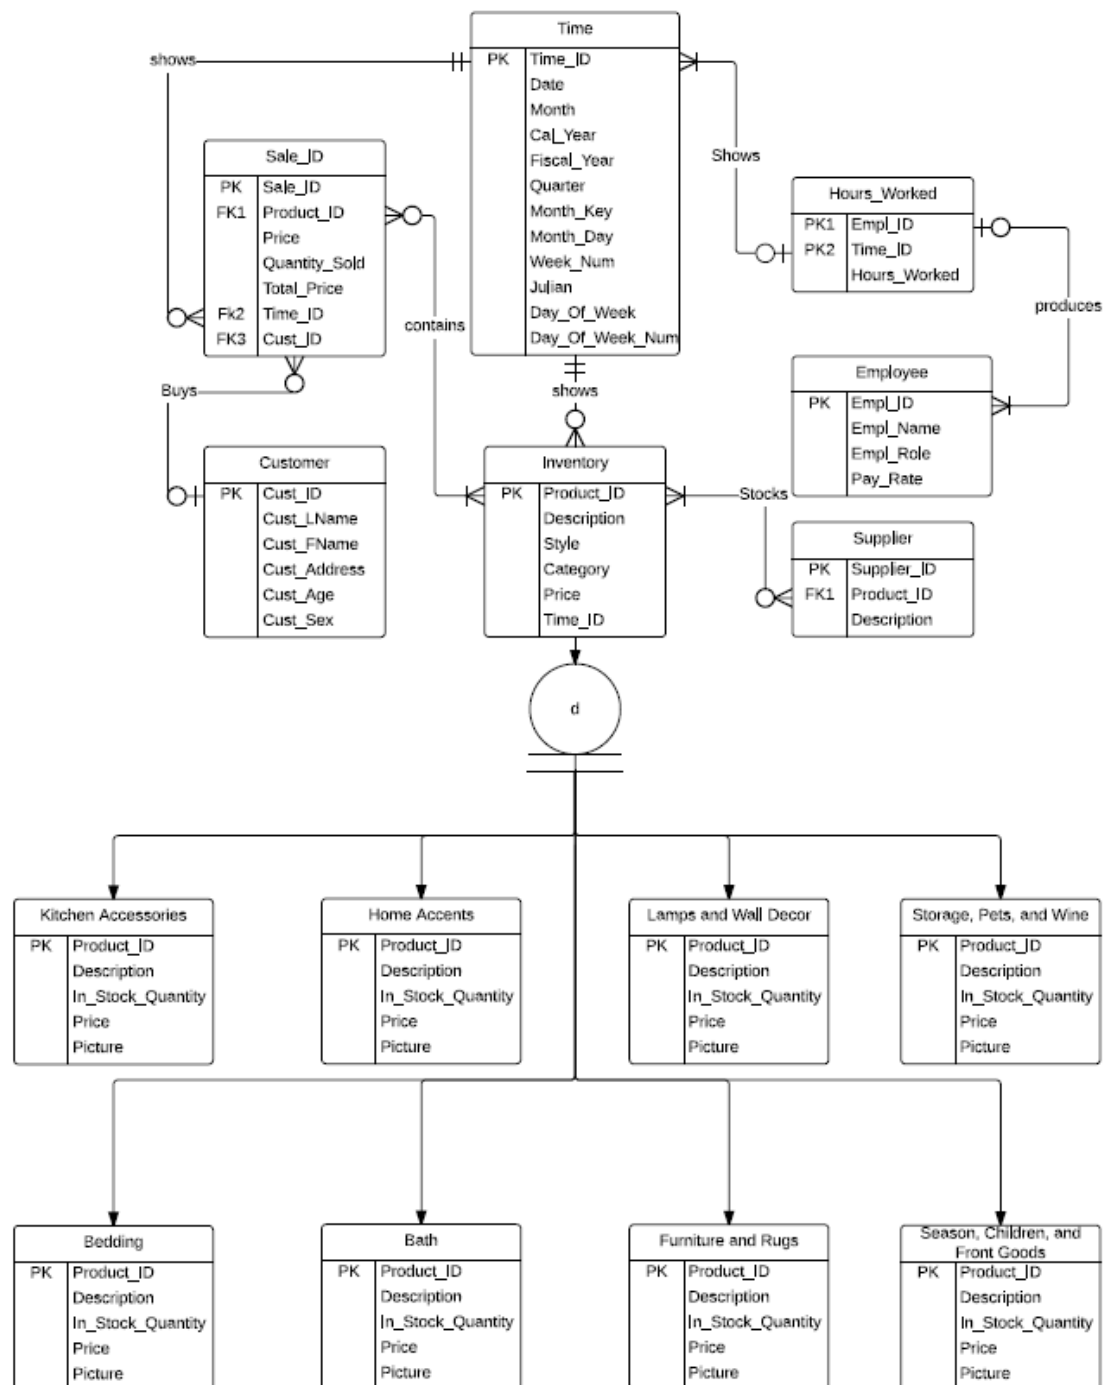 Time
PK Time_ID
Date
Month
Cal_Year
Fiscal_Year
Quarter
Month_Key
Month_Day
Week_Num
Julian
Day_Of_Week
Day_Of_Week_Num
shows
Sale_ID
PK Sale_ID
FK1 Product_ID
Price
Quantity_Sold
Total_Price
Fk2 Time_ID
FK3 Cust_ID
Shows
Hours_Worked
PK1 Empl_ID
PK2 Time_ID
Hours_Worked
contains
produces
shows
Buys
Employee
PK Empl_ID
Empl_Name
Empl_Role
Pay_Rate
Customer
PK Cust_ID
Cust_LName
Cust_FName
Cust_Address
Cust_Age
Cust_Sex
Inventory
PK Product_ID
Description
Style
Category
Price
Time_ID
Stocks
Supplier
PK Supplier_ID
FK1 Product_ID
Description
d
Kitchen Accessories
PK Product_ID
Description
In_Stock_Quantity
Price
Picture
Home Accents
PK Product_ID
Description
In_Stock_Quantity
Price
Picture
Lamps and Wall Decor
PK Product_ID
Description
In_Stock_Quantity
Price
Picture
Storage, Pets, and Wine
PK Product_ID
Description
In_Stock_Quantity
Price
Picture
Bedding
PK Product_ID
Description
In_Stock_Quantity
Price
Picture
Bath
PK Product_ID
Description
In_Stock_Quantity
Price
Picture
Furniture and Rugs
PK Product_ID
Description
In_Stock_Quantity
Price
Picture
Season, Children, and
Front Goods
PK Product_ID
Description
In_Stock_Quantity
Price
Picture